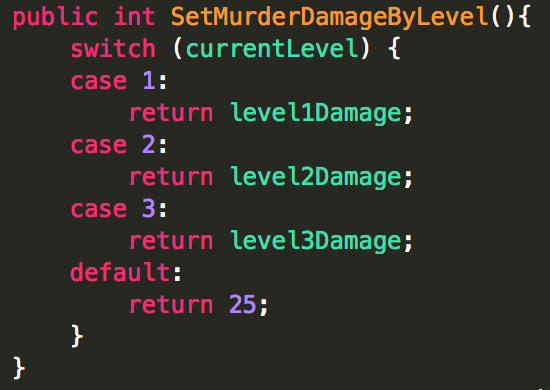 public int SetMurderDamageByLevel(){
    switch (currentLevel) {
    case 1:
        return level1Damage;
    case 2:
        return level2Damage;
    case 3:
        return level3Damage;
    default:
        return 25;
    }
}